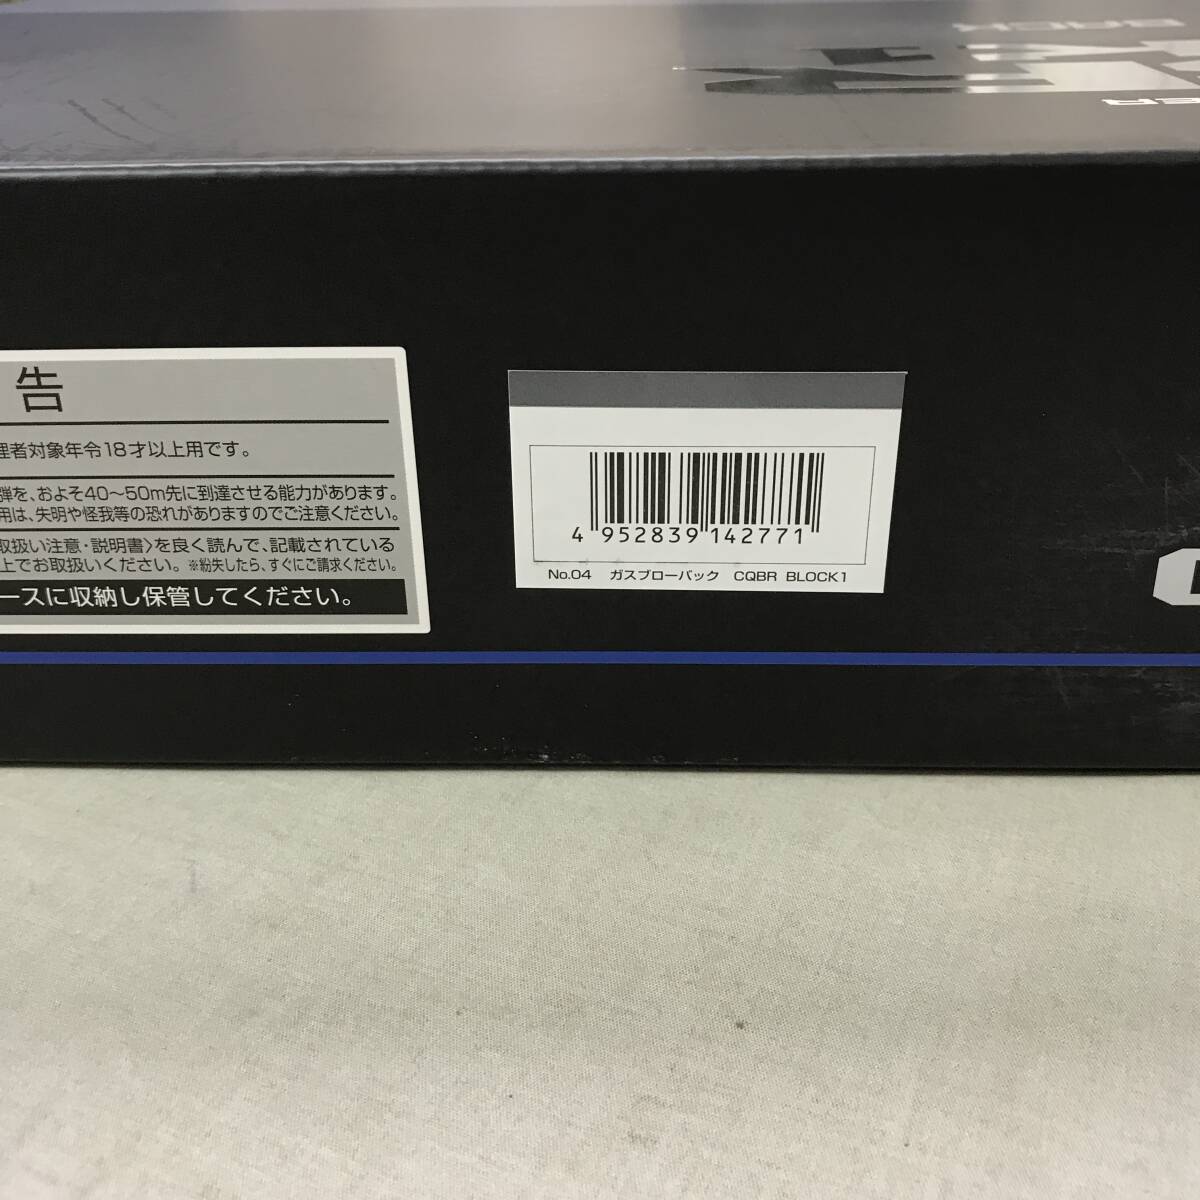 BACK
ER
告
理者対象年令18才以上用です。
弾を、およそ40〜50m先に到達させる能力があります。
用は、失明や怪我等の恐れがありますのでご注意ください。
取扱い注意・説明書〉を良く読んで、記載されている
上でお取扱いください。※紛失したら、すぐにご請求ください。
ースに収納し保管してください。
4 952839 142771
No.04 ガスブローバック CQBR BLOCK1